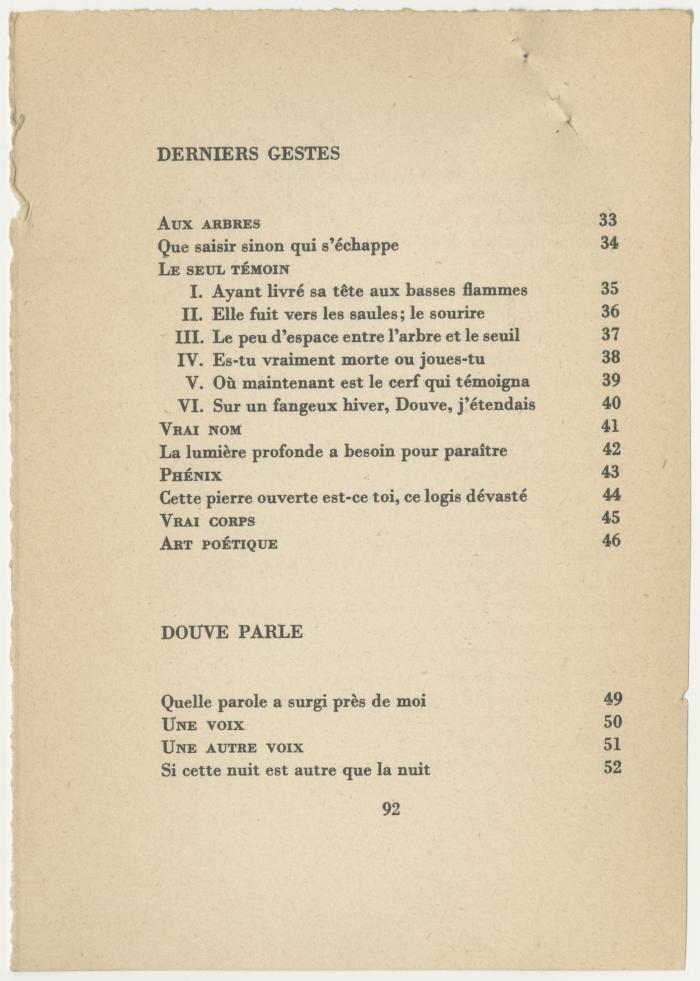 DERNIERS GESTES
Aux arbres 33
Que saisir sinon qui s'échappe 34
Le seul témoin
I. Ayant livré sa tête aux basses flammes 35
II. Elle fuit vers les saules; le sourire 36
III. Le peu d'espace entre l'arbre et le seuil 37
IV. Es-tu vraiment morte ou joues-tu 38
V. Où maintenant est le cerf qui témoigna 39
VI. Sur un fangeux hiver, Douve, j'étendais 40
Vrai nom 41
La lumière profonde a besoin pour paraître 42
Phénix 43
Cette pierre ouverte est-ce toi, ce logis dévasté 44
Vrai corps 45
Art poétique 46
DOUVE PARLE
Quelle parole a surgi près de moi 49
Une voix 50
Une autre voix 51
Si cette nuit est autre que la nuit 52
92